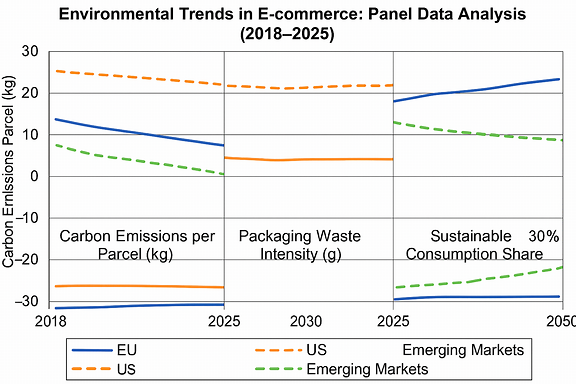 Environmental Trends in E-commerce: Panel Data Analysis
(2018–2025)
Carbon Ernlssions Parcel (kg)
30
20
10
0
–10
–20
–30
Carbon Emissions per
Parcel (kg)
Packaging Waste
Intensity (g)
Sustainable 30%
Consumption Share
2018
2025
2030
2025
2050
EU
US
Emerging Markets
US
Emerging Markets